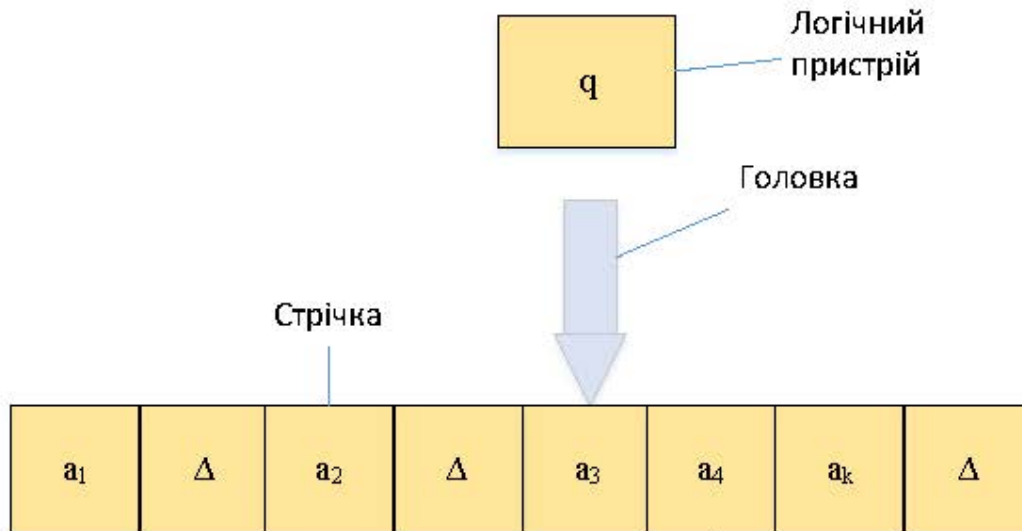 Логічний
пристрій
q
Головка
Стрічка
a₁ Δ a₂ Δ a₃ a₄ aₖ Δ